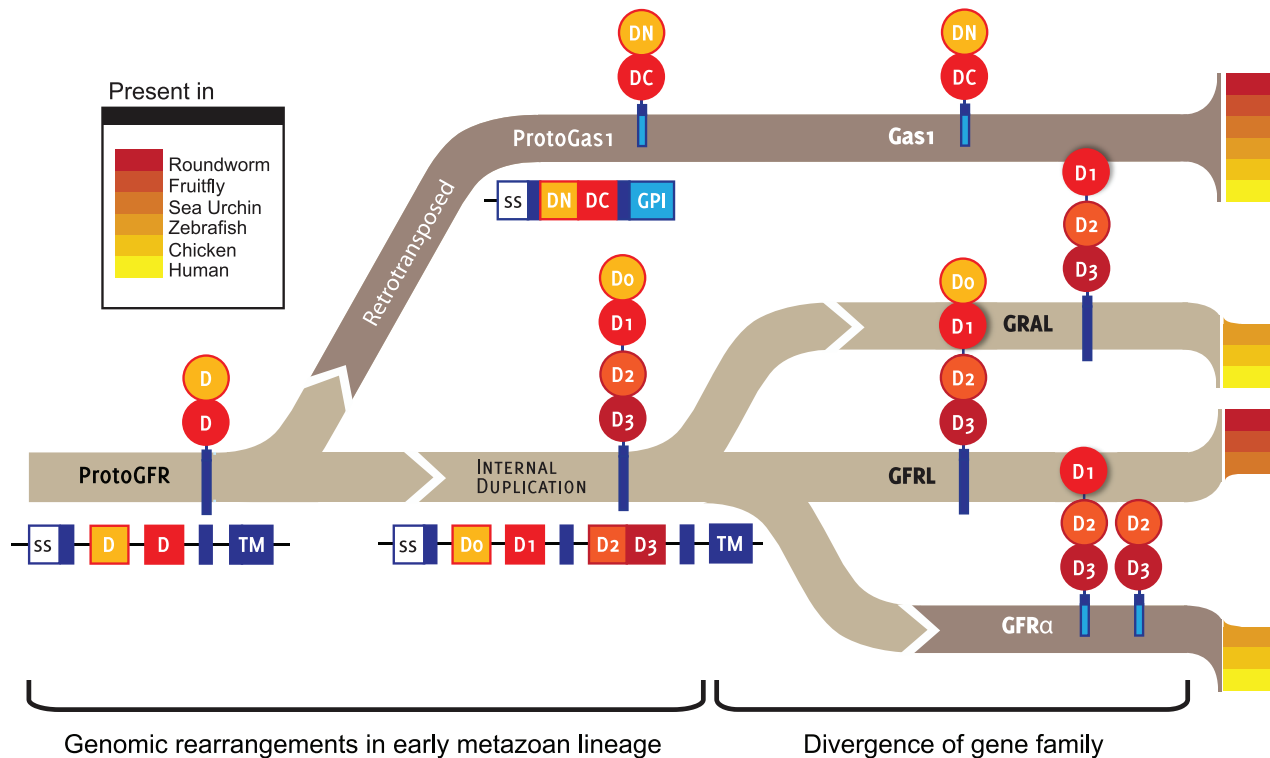 Present in
Roundworm
Fruitfly
Sea Urchin
Zebrafish
Chicken
Human
DN
DC
ProtoGas1
ss DN DC GPI
DN
DC
Gas1
Retrotransposed
D
D
ProtoGFR
ss D D TM
Do
D1
D2
D3
INTERNAL
DUPLICATION
ss Do D1 D2 D3 TM
D1
D2
D3
GRAL
Do
D1
D2
D3
GFRL
D1
D2
D3
D2
D3
GFRα
Genomic rearrangements in early metazoan lineage
Divergence of gene family